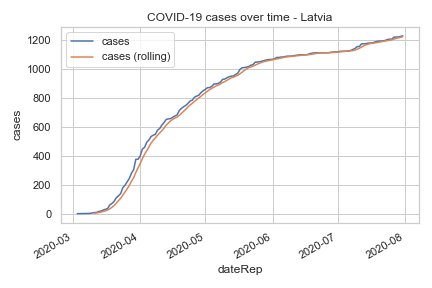 COVID-19 cases over time - Latvia
cases
cases (rolling)
1200
1000
800
600
400
200
0
cases
2020-03
2020-04
2020-05
2020-06
2020-07
2020-08
dateRep